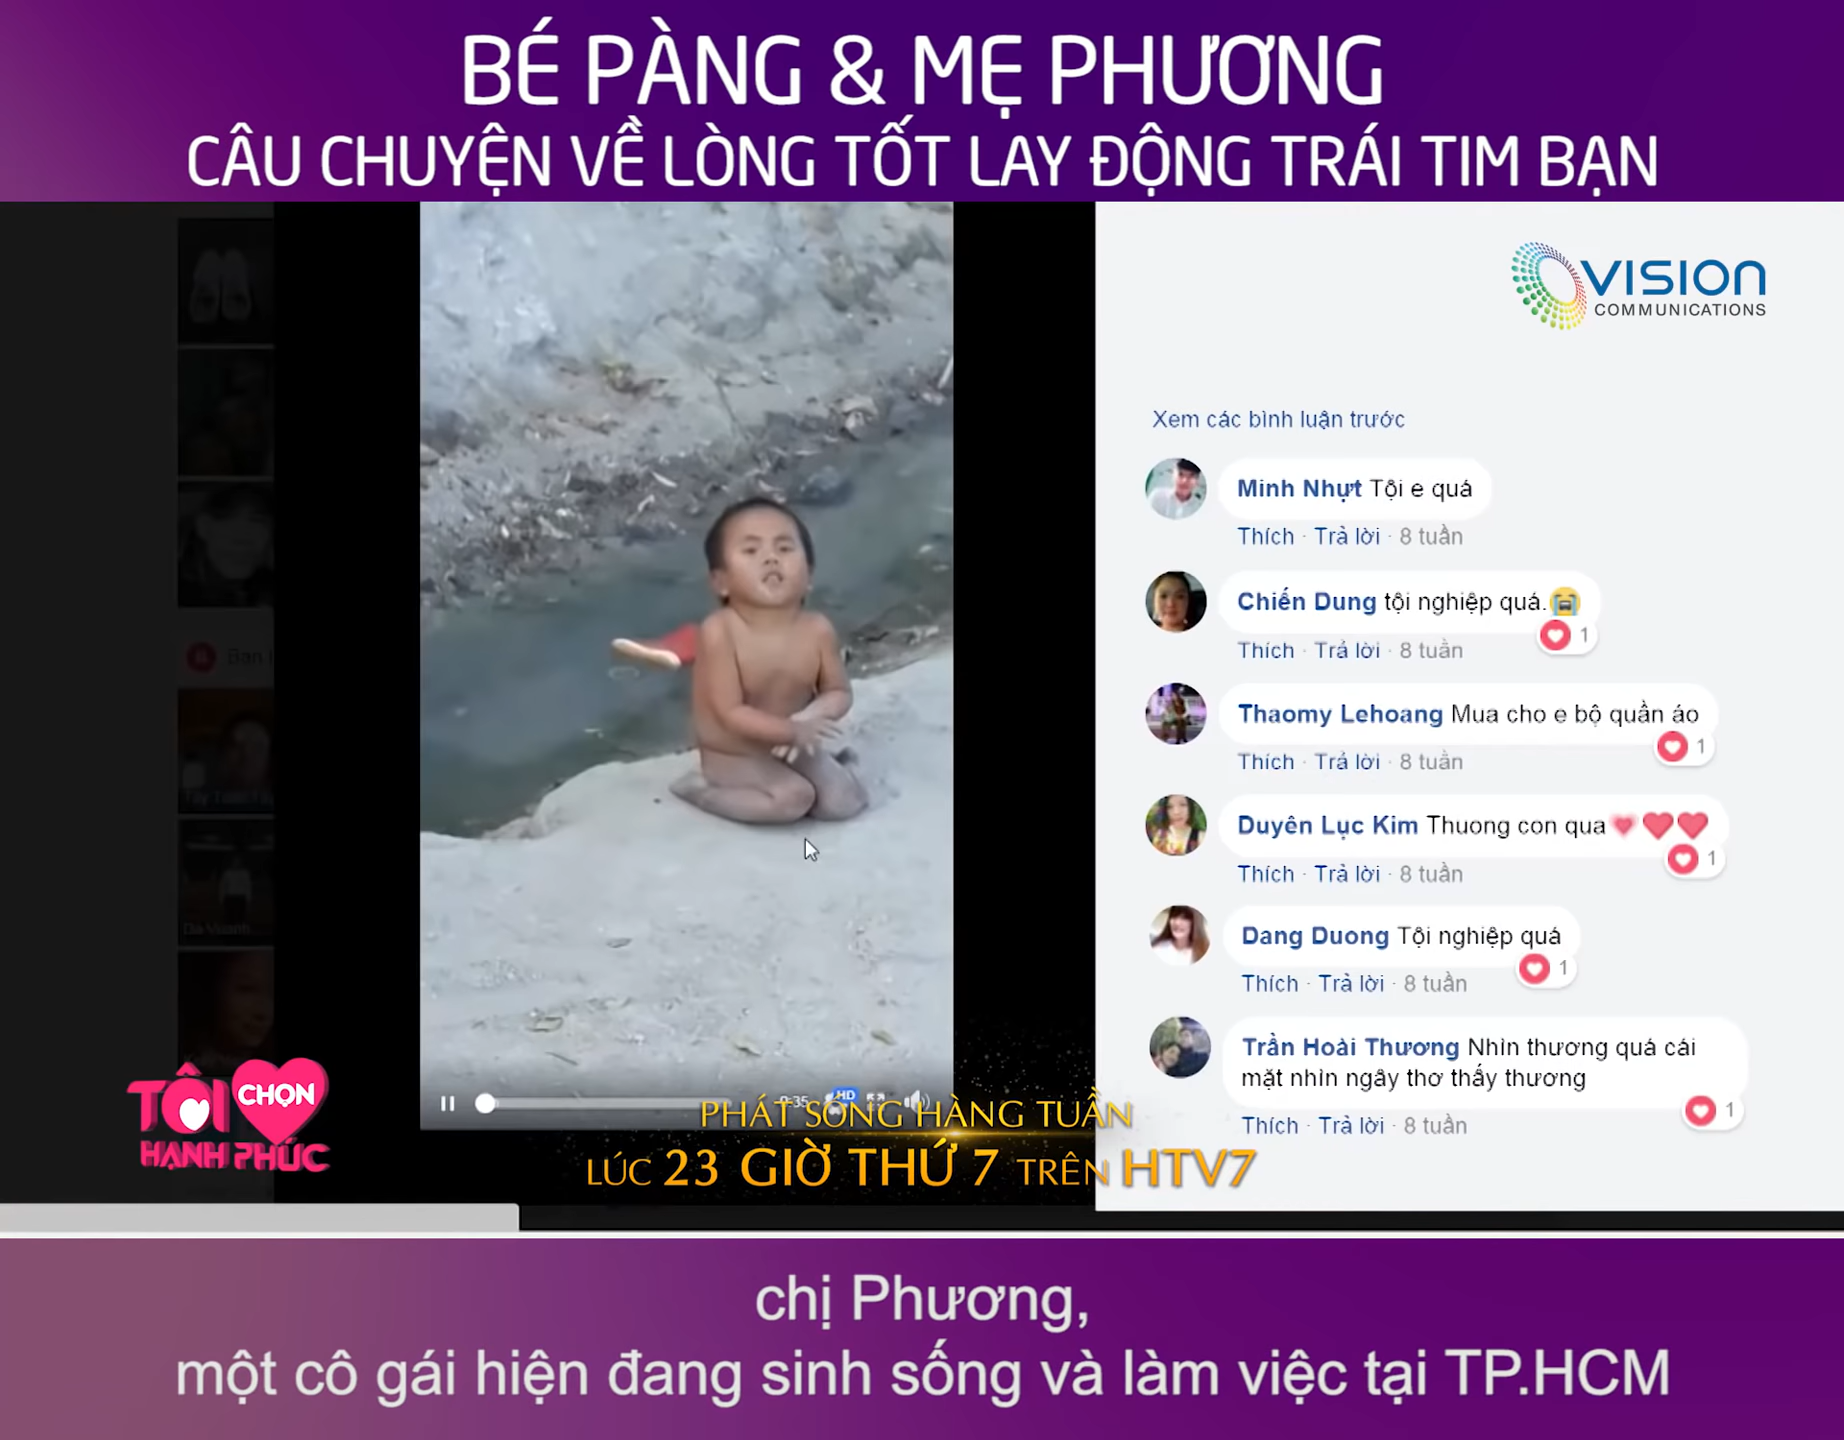 BÉ PÀNG & MẸ PHƯƠNG
CÂU CHUYỆN VỀ LÒNG TỐT LAY ĐỘNG TRÁI TIM BẠN
VISION
COMMUNICATIONS
Xem các bình luận trước
Minh Nhựt Tội e quá
Thích · Trả lời · 8 tuần
Chiến Dung tội nghiệp quá.😭
1
Thích · Trả lời · 8 tuần
Thaomy Lehoang Mua cho e bộ quần áo
1
Thích · Trả lời · 8 tuần
Duyên Lục Kim Thuong con qua💗❤❤
1
Thích · Trả lời · 8 tuần
Dang Duong Tội nghiệp quá
1
Thích · Trả lời · 8 tuần
Trần Hoài Thương Nhìn thương quá cái
mặt nhìn ngây thơ thấy thương
1
Thích · Trả lời · 8 tuần
TÔI CHỌN
HẠNH PHÚC
HD
PHÁT SÓNG HÀNG TUẦN
LÚC 23 GIỜ THỨ 7 TRÊN HTV7
chị Phương,
một cô gái hiện đang sinh sống và làm việc tại TP.HCM